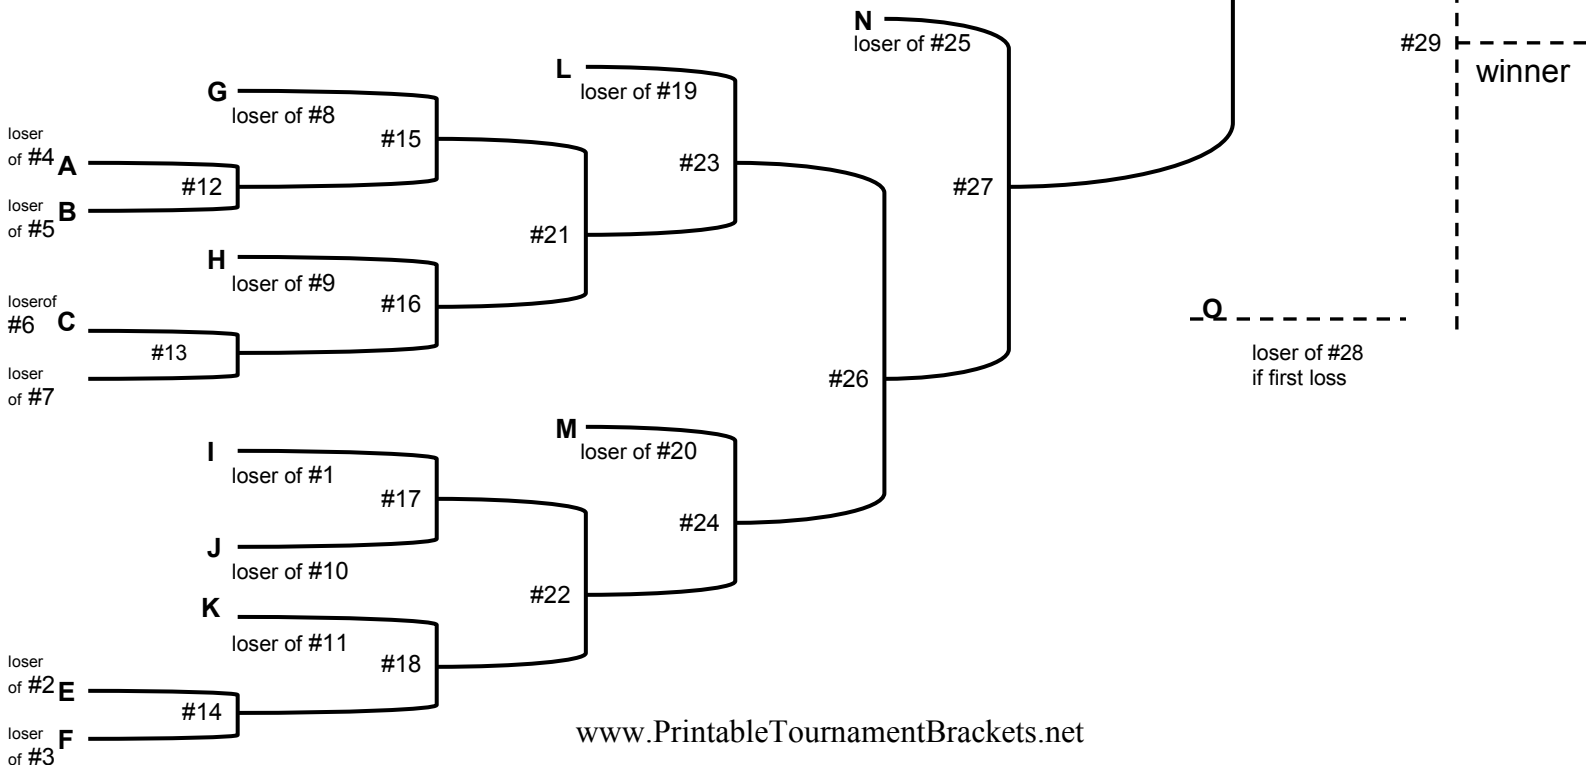 N
loser of #25
#29
winner
L
loser of #19
G
loser of #8
#15
loser
of #4 A
#23
#12
#27
loser
of #5 B
#21
H
loser of #9
#16
loserof
#6 C
O
#13
loser of #28
if first loss
loser
of #7
#26
M
loser of #20
I
loser of #1
#17
#24
J
loser of #10
#22
K
loser of #11
#18
loser
of #2 E
#14
loser
of #3 F
www.PrintableTournamentBrackets.net